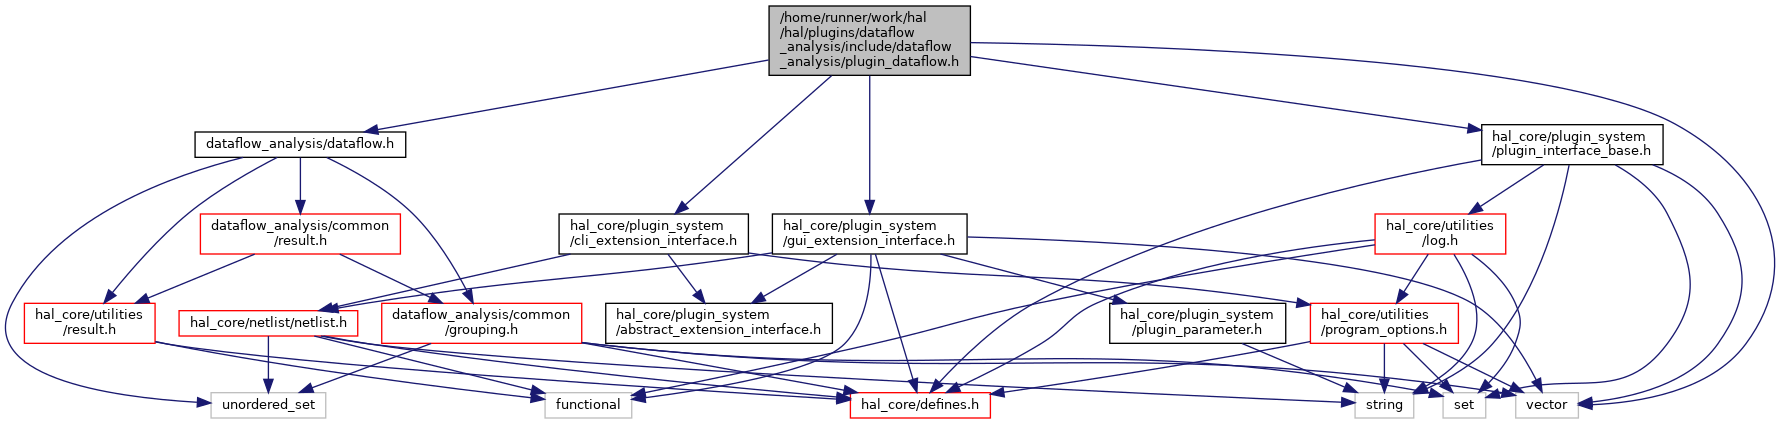 /home/runner/work/hal
/hal/plugins/dataflow
_analysis/include/dataflow
_analysis/plugin_dataflow.h
dataflow_analysis/dataflow.h
hal_core/plugin_system
/plugin_interface_base.h
dataflow_analysis/common
/result.h
hal_core/plugin_system
/cli_extension_interface.h
hal_core/plugin_system
/gui_extension_interface.h
hal_core/utilities
/log.h
hal_core/utilities
/result.h
hal_core/netlist/netlist.h
dataflow_analysis/common
/grouping.h
hal_core/plugin_system
/abstract_extension_interface.h
hal_core/plugin_system
/plugin_parameter.h
hal_core/utilities
/program_options.h
unordered_set
functional
hal_core/defines.h
string
set
vector